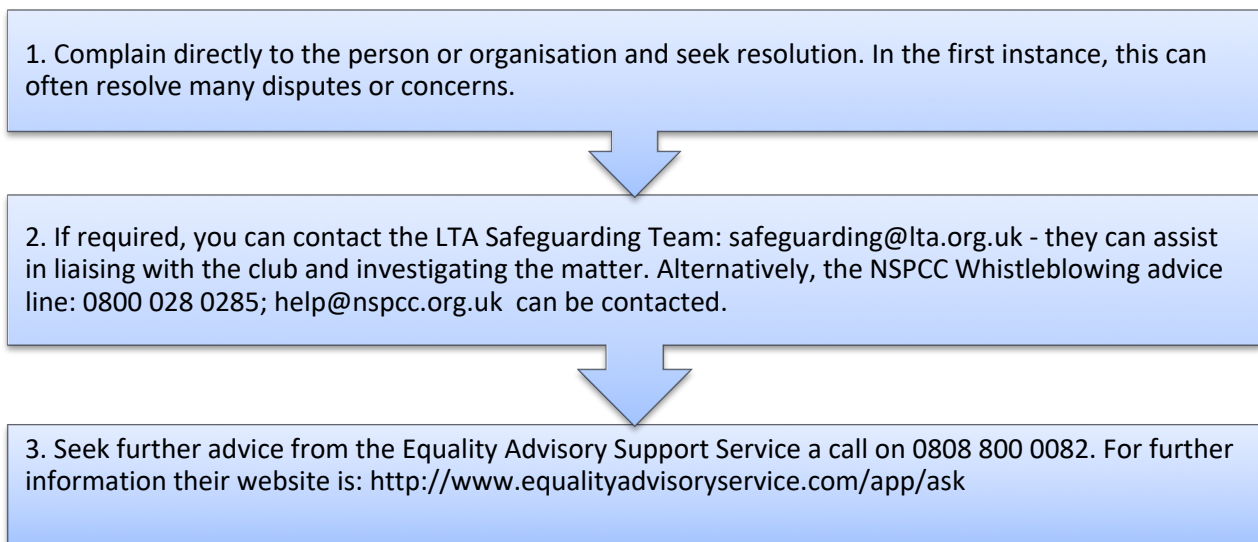 1. Complain directly to the person or organisation and seek resolution. In the first instance, this can
often resolve many disputes or concerns.
2. If required, you can contact the LTA Safeguarding Team: safeguarding@lta.org.uk - they can assist
in liaising with the club and investigating the matter. Alternatively, the NSPCC Whistleblowing advice
line: 0800 028 0285; help@nspcc.org.uk  can be contacted.
3. Seek further advice from the Equality Advisory Support Service a call on 0808 800 0082. For further
information their website is: http://www.equalityadvisoryservice.com/app/ask